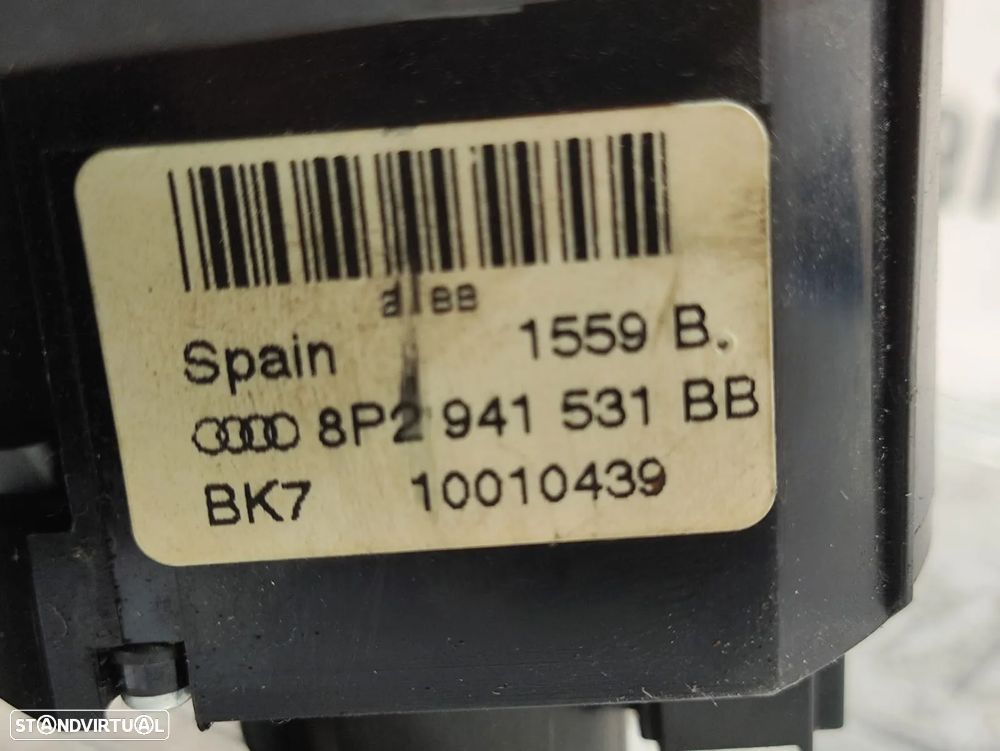 Spain 1559 B.
8P2 941 531 BB
BK7 10010439
STANDVIRTUAL